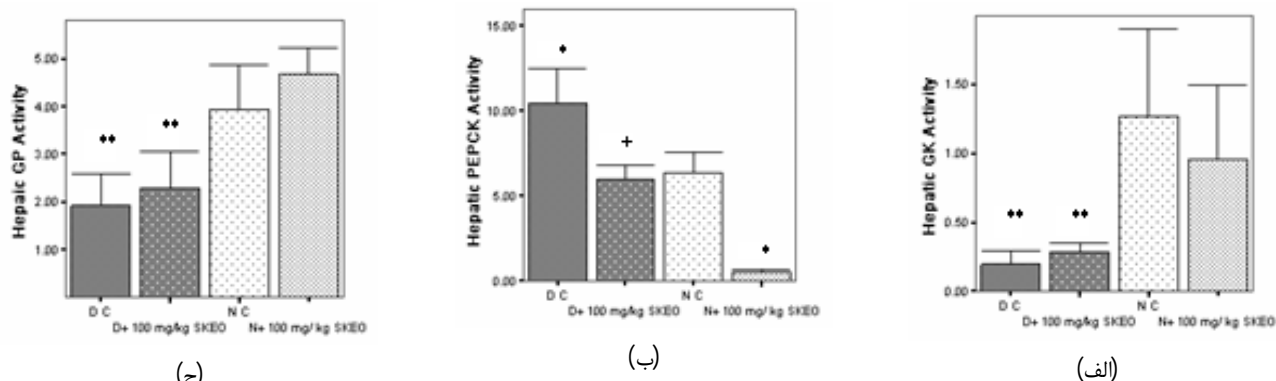 Hepaic GP Activity
5.00
4.00
3.00
2.00
1.00
**
**
D C
N C
D+ 100 mg/kg SKEO
N+ 100 mg/ kg SKEO
(ج)
Hepatic PEPCK Activity
15.00
10.00
5.00
0.00
*
+
*
D C
N C
D+ 100 mg/kg SKEO
N+ 100 mg/ kg SKEO
(ب)
Hepatic GK Activity
1.50
1.00
0.50
0.00
**
**
D C
N C
D+ 100 mg/kg SKEO
N+ 100 mg/kg SKEO
(الف)